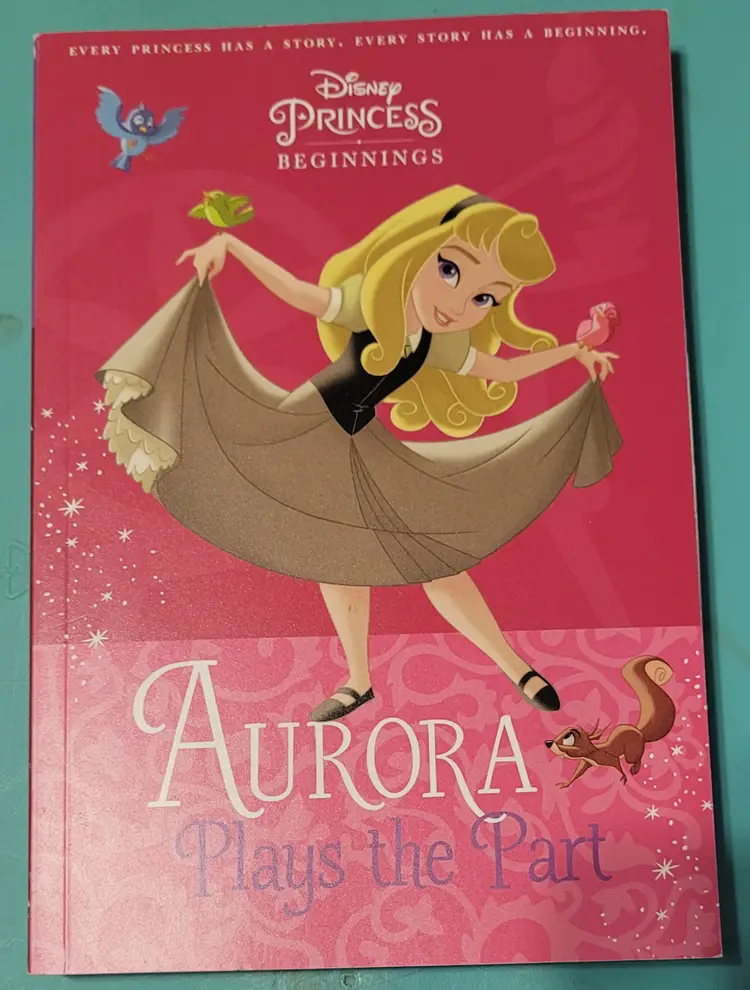 EVERY PRINCESS HAS A STORY. EVERY STORY HAS A BEGINNING.
Disney
PRINCESS
BEGINNINGS
AURORA
Plays the Part